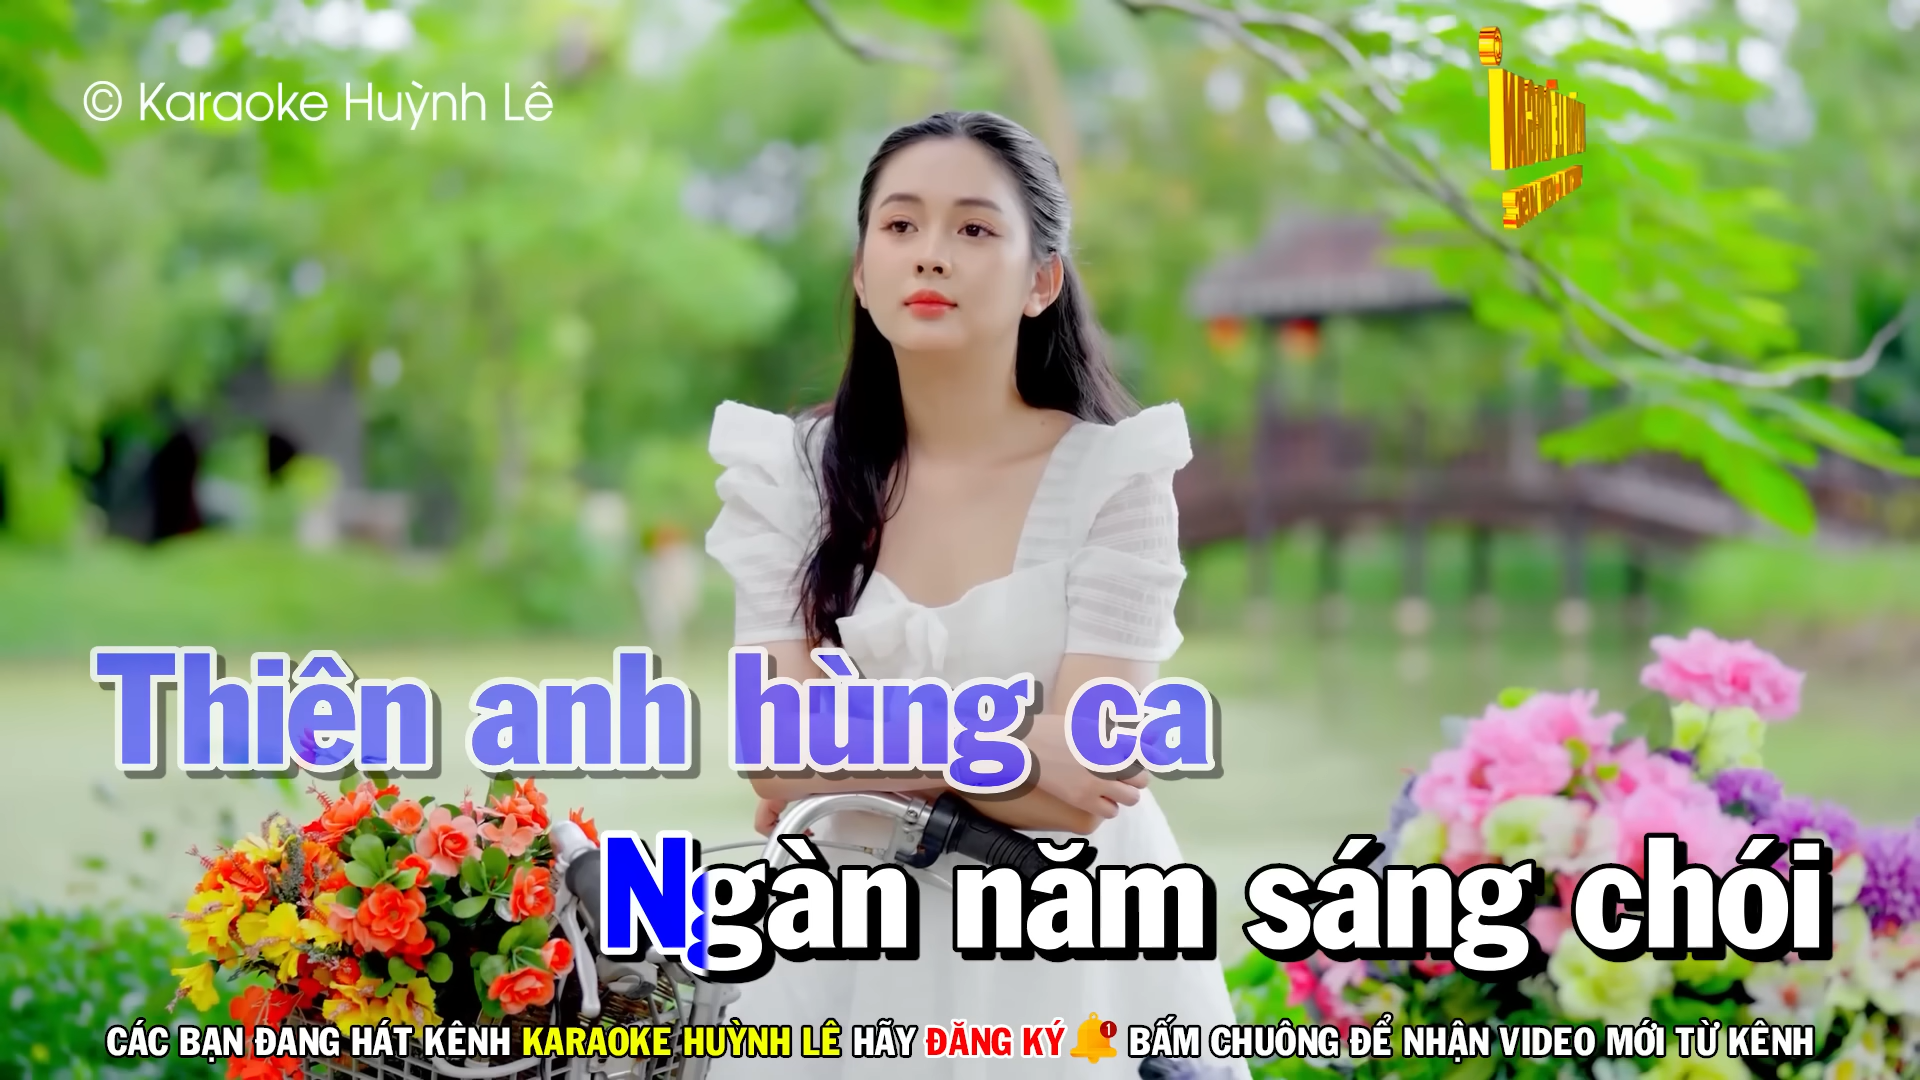 © Karaoke Huỳnh Lê
Thiên anh hùng ca
Ngàn năm sáng chói
CÁC BẠN ĐANG HÁT KÊNH KARAOKE HUỲNH LÊ HÃY ĐĂNG KÝ 1 BẤM CHUÔNG ĐỂ NHẬN VIDEO MỚI TỪ KÊNH